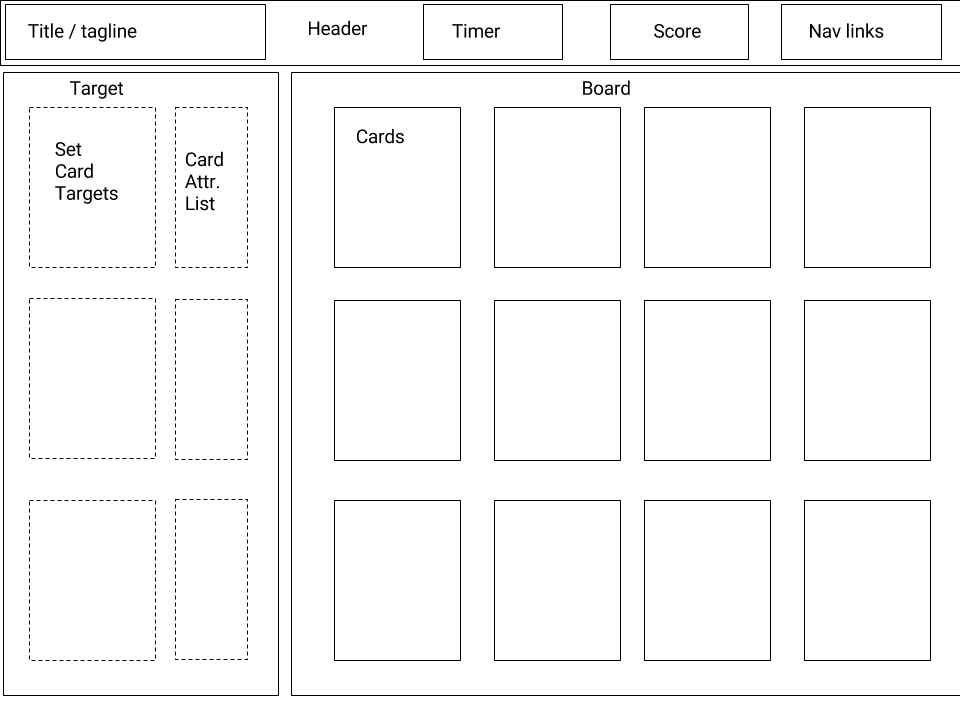 Title / tagline
Header
Timer
Score
Nav links
Target
Set
Card
Targets
Card
Attr.
List
Board
Cards